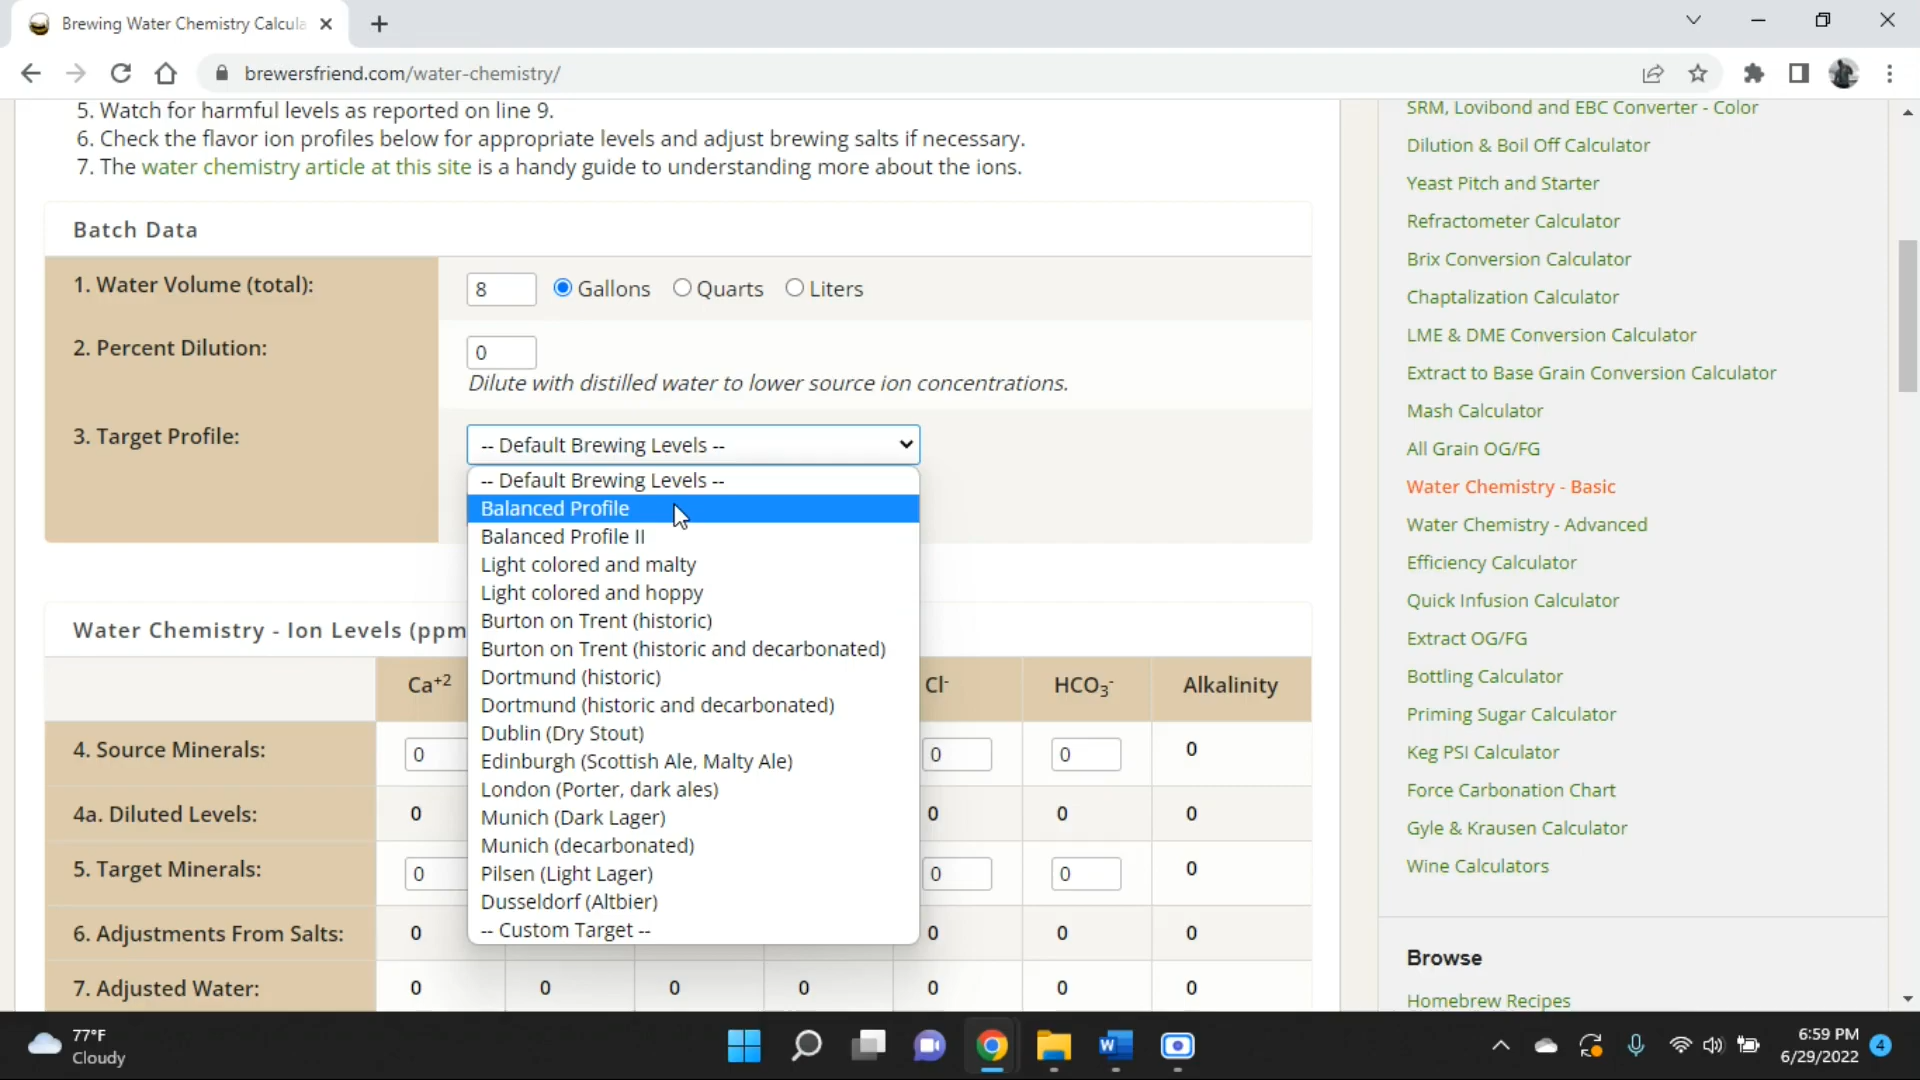 Brewing Water Chemistry Calcula
brewersfriend.com/water-chemistry/
5. Watch for harmful levels as reported on line 9.
6. Check the flavor ion profiles below for appropriate levels and adjust brewing salts if necessary.
7. The water chemistry article at this site is a handy guide to understanding more about the ions.
Batch Data
1. Water Volume (total): 8 Gallons Quarts Liters
2. Percent Dilution: 0
Dilute with distilled water to lower source ion concentrations.
3. Target Profile: -- Default Brewing Levels --
-- Default Brewing Levels --
Balanced Profile
Balanced Profile II
Light colored and malty
Light colored and hoppy
Burton on Trent (historic)
Burton on Trent (historic and decarbonated)
Dortmund (historic)
Dortmund (historic and decarbonated)
Dublin (Dry Stout)
Edinburgh (Scottish Ale, Malty Ale)
London (Porter, dark ales)
Munich (Dark Lager)
Munich (decarbonated)
Pilsen (Light Lager)
Dusseldorf (Altbier)
-- Custom Target --
Water Chemistry - Ion Levels (ppm
Ca+2 Cl- HCO3- Alkalinity
4. Source Minerals: 0 0 0 0
4a. Diluted Levels: 0 0 0 0
5. Target Minerals: 0 0 0 0
6. Adjustments From Salts: 0 0 0 0
7. Adjusted Water: 0 0 0 0 0 0 0
SRM, Lovibond and EBC Converter - Color
Dilution & Boil Off Calculator
Yeast Pitch and Starter
Refractometer Calculator
Brix Conversion Calculator
Chaptalization Calculator
LME & DME Conversion Calculator
Extract to Base Grain Conversion Calculator
Mash Calculator
All Grain OG/FG
Water Chemistry - Basic
Water Chemistry - Advanced
Efficiency Calculator
Quick Infusion Calculator
Extract OG/FG
Bottling Calculator
Priming Sugar Calculator
Keg PSI Calculator
Force Carbonation Chart
Gyle & Krausen Calculator
Wine Calculators
Browse
Homebrew Recipes
77°F
Cloudy
W
6:59 PM
6/29/2022
4